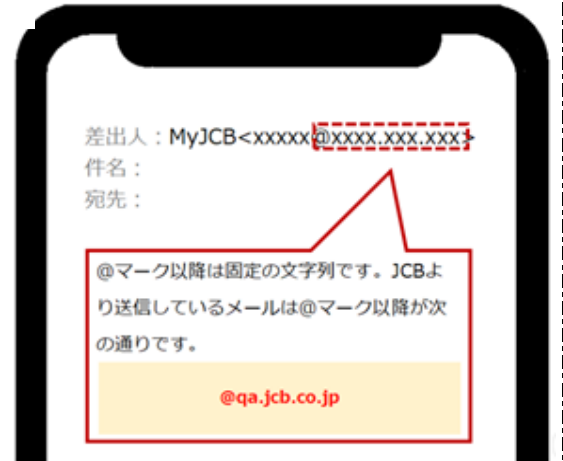 差出人：MyJCB<xxxxx@xxxx.xxx.xxx>
件名：
宛先：
@マーク以降は固定の文字列です。JCBよ
り送信しているメールは@マーク以降が次
の通りです。
@qa.jcb.co.jp